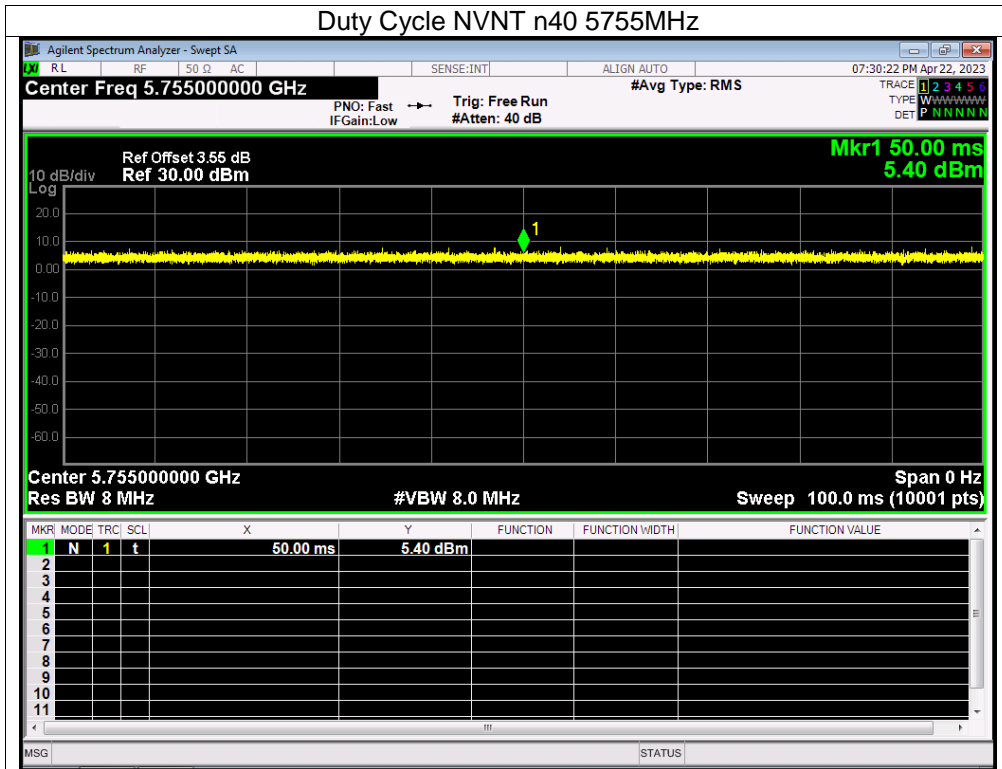 Duty Cycle NVNT n40 5755MHz
Agilent Spectrum Analyzer - Swept SA
LXI RL RF 50 Ω AC SENSE:INT ALIGN AUTO 07:30:22 PM Apr 22, 2023
Center Freq 5.755000000 GHz #Avg Type: RMS TRACE 1 2 3 4 5 6
PNO: Fast Trig: Free Run TYPE WWWWWW
IFGain:Low #Atten: 40 dB DET P N N N N N
Mkr1 50.00 ms
Ref Offset 3.55 dB
10 dB/div Ref 30.00 dBm 5.40 dBm
Log
20.0
1
10.0
0.00
-10.0
-20.0
-30.0
-40.0
-50.0
-60.0
Center 5.755000000 GHz Span 0 Hz
Res BW 8 MHz #VBW 8.0 MHz Sweep 100.0 ms (10001 pts)
MKR MODE TRC SCL X Y FUNCTION FUNCTION WIDTH FUNCTION VALUE
1 N 1 t 50.00 ms 5.40 dBm
2
3
4
5
6
7
8
9
10
11
MSG STATUS